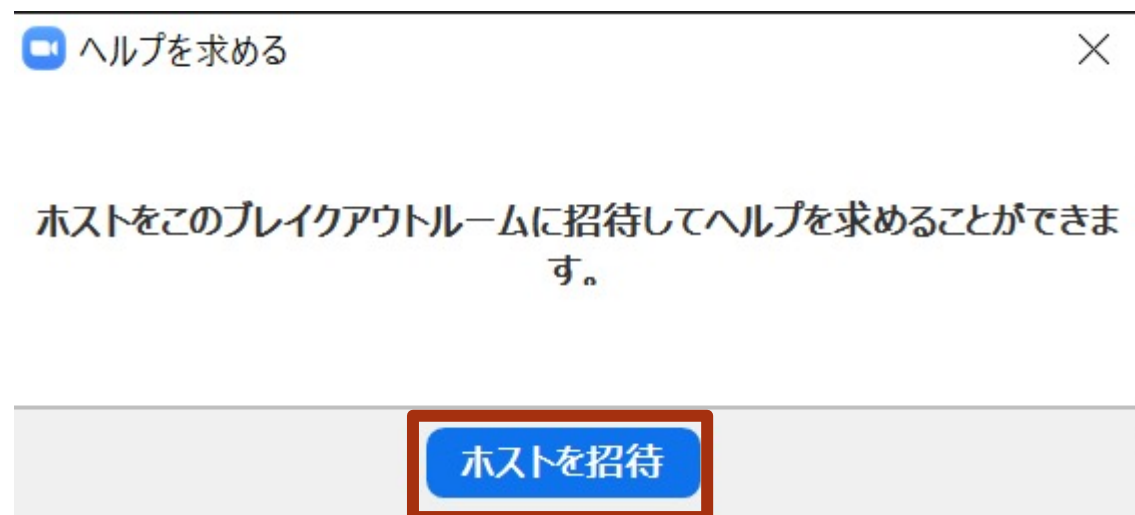 ヘルプを求める
ホストをこのブレイクアウトルームに招待してヘルプを求めることができま
す。
ホストを招待